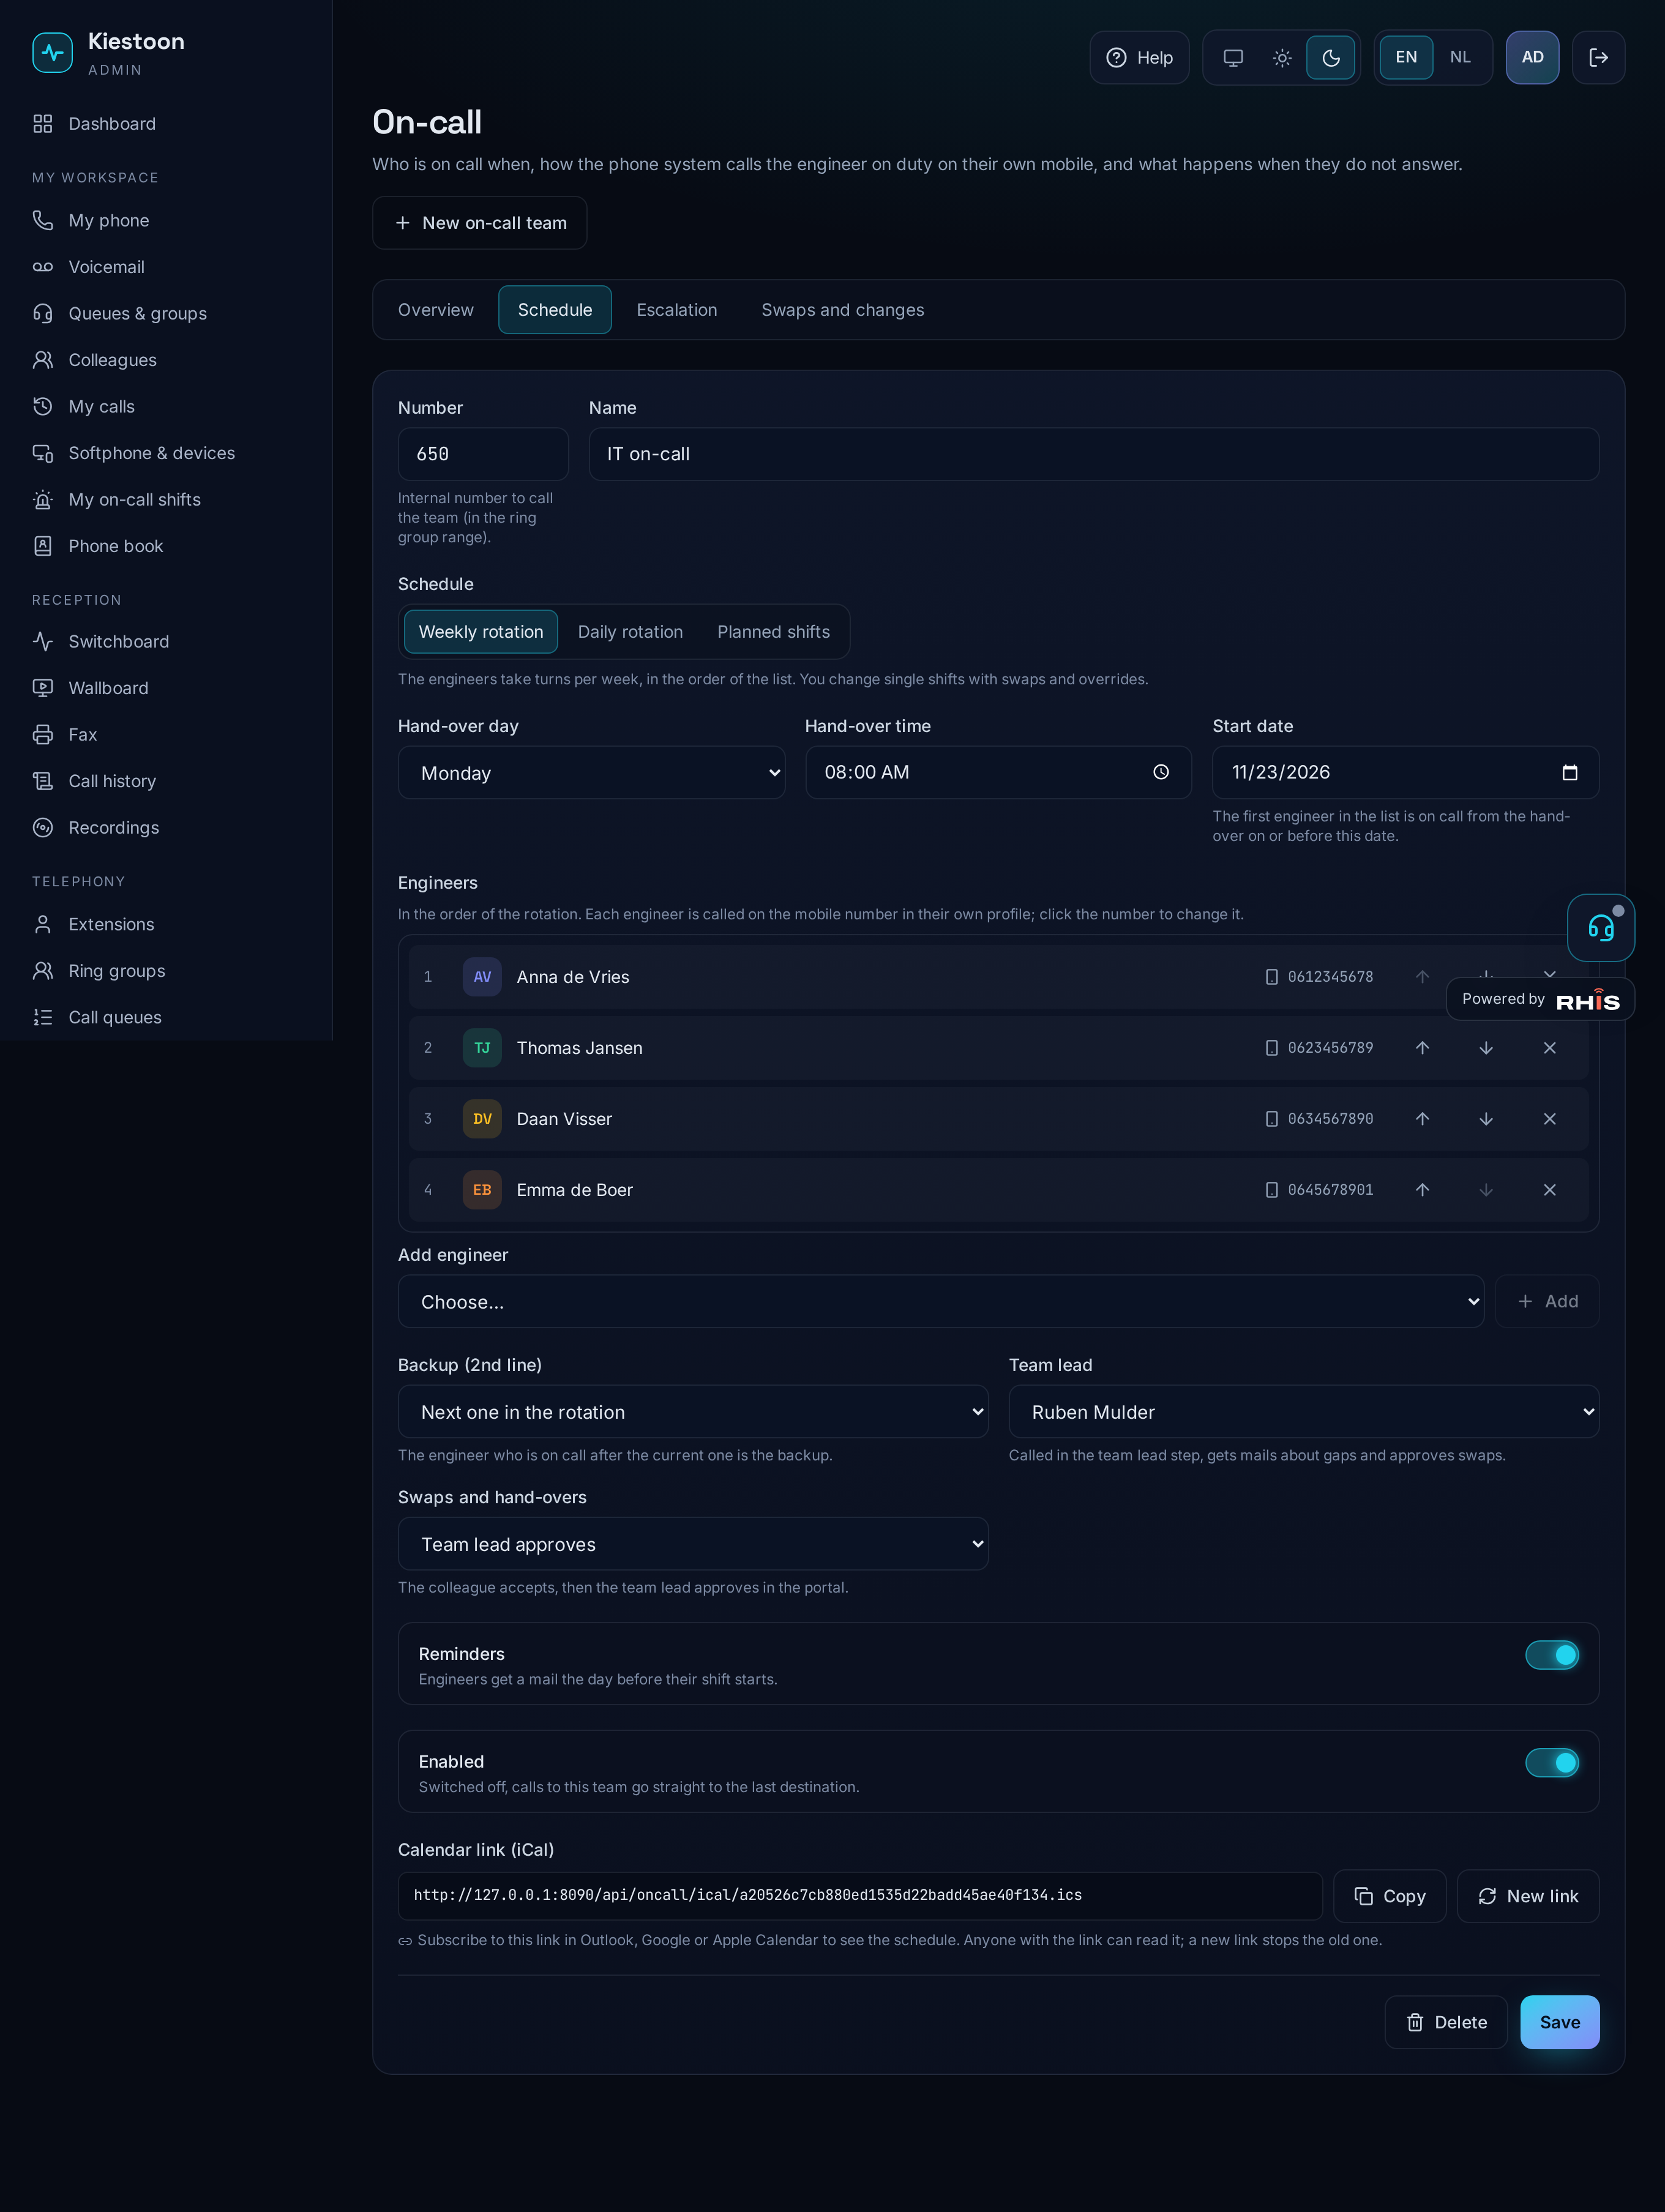 Kiestoon
ADMIN
Dashboard
MY WORKSPACE
My phone
Voicemail
Queues & groups
Colleagues
My calls
Softphone & devices
My on-call shifts
Phone book
RECEPTION
Switchboard
Wallboard
Fax
Call history
Recordings
TELEPHONY
Extensions
Ring groups
Call queues
Help
EN
NL
AD
On-call
Who is on call when, how the phone system calls the engineer on duty on their own mobile, and what happens when they do not answer.
New on-call team
Overview
Schedule
Escalation
Swaps and changes
Number
Name
650
IT on-call
Internal number to call
the team (in the ring
group range).
Schedule
Weekly rotation
Daily rotation
Planned shifts
The engineers take turns per week, in the order of the list. You change single shifts with swaps and overrides.
Hand-over day
Hand-over time
Start date
Monday
08:00 AM
11/23/2026
The first engineer in the list is on call from the hand-
over on or before this date.
Engineers
In the order of the rotation. Each engineer is called on the mobile number in their own profile; click the number to change it.
1 AV Anna de Vries 0612345678
Powered by RHIS
2 TJ Thomas Jansen 0623456789
3 DV Daan Visser 0634567890
4 EB Emma de Boer 0645678901
Add engineer
Choose...
Add
Backup (2nd line)
Team lead
Next one in the rotation
Ruben Mulder
The engineer who is on call after the current one is the backup.
Called in the team lead step, gets mails about gaps and approves swaps.
Swaps and hand-overs
Team lead approves
The colleague accepts, then the team lead approves in the portal.
Reminders
Engineers get a mail the day before their shift starts.
Enabled
Switched off, calls to this team go straight to the last destination.
Calendar link (iCal)
http://127.0.0.1:8090/api/oncall/ical/a20526c7cb880ed1535d22badd45ae40f134.ics
Copy
New link
Subscribe to this link in Outlook, Google or Apple Calendar to see the schedule. Anyone with the link can read it; a new link stops the old one.
Delete
Save